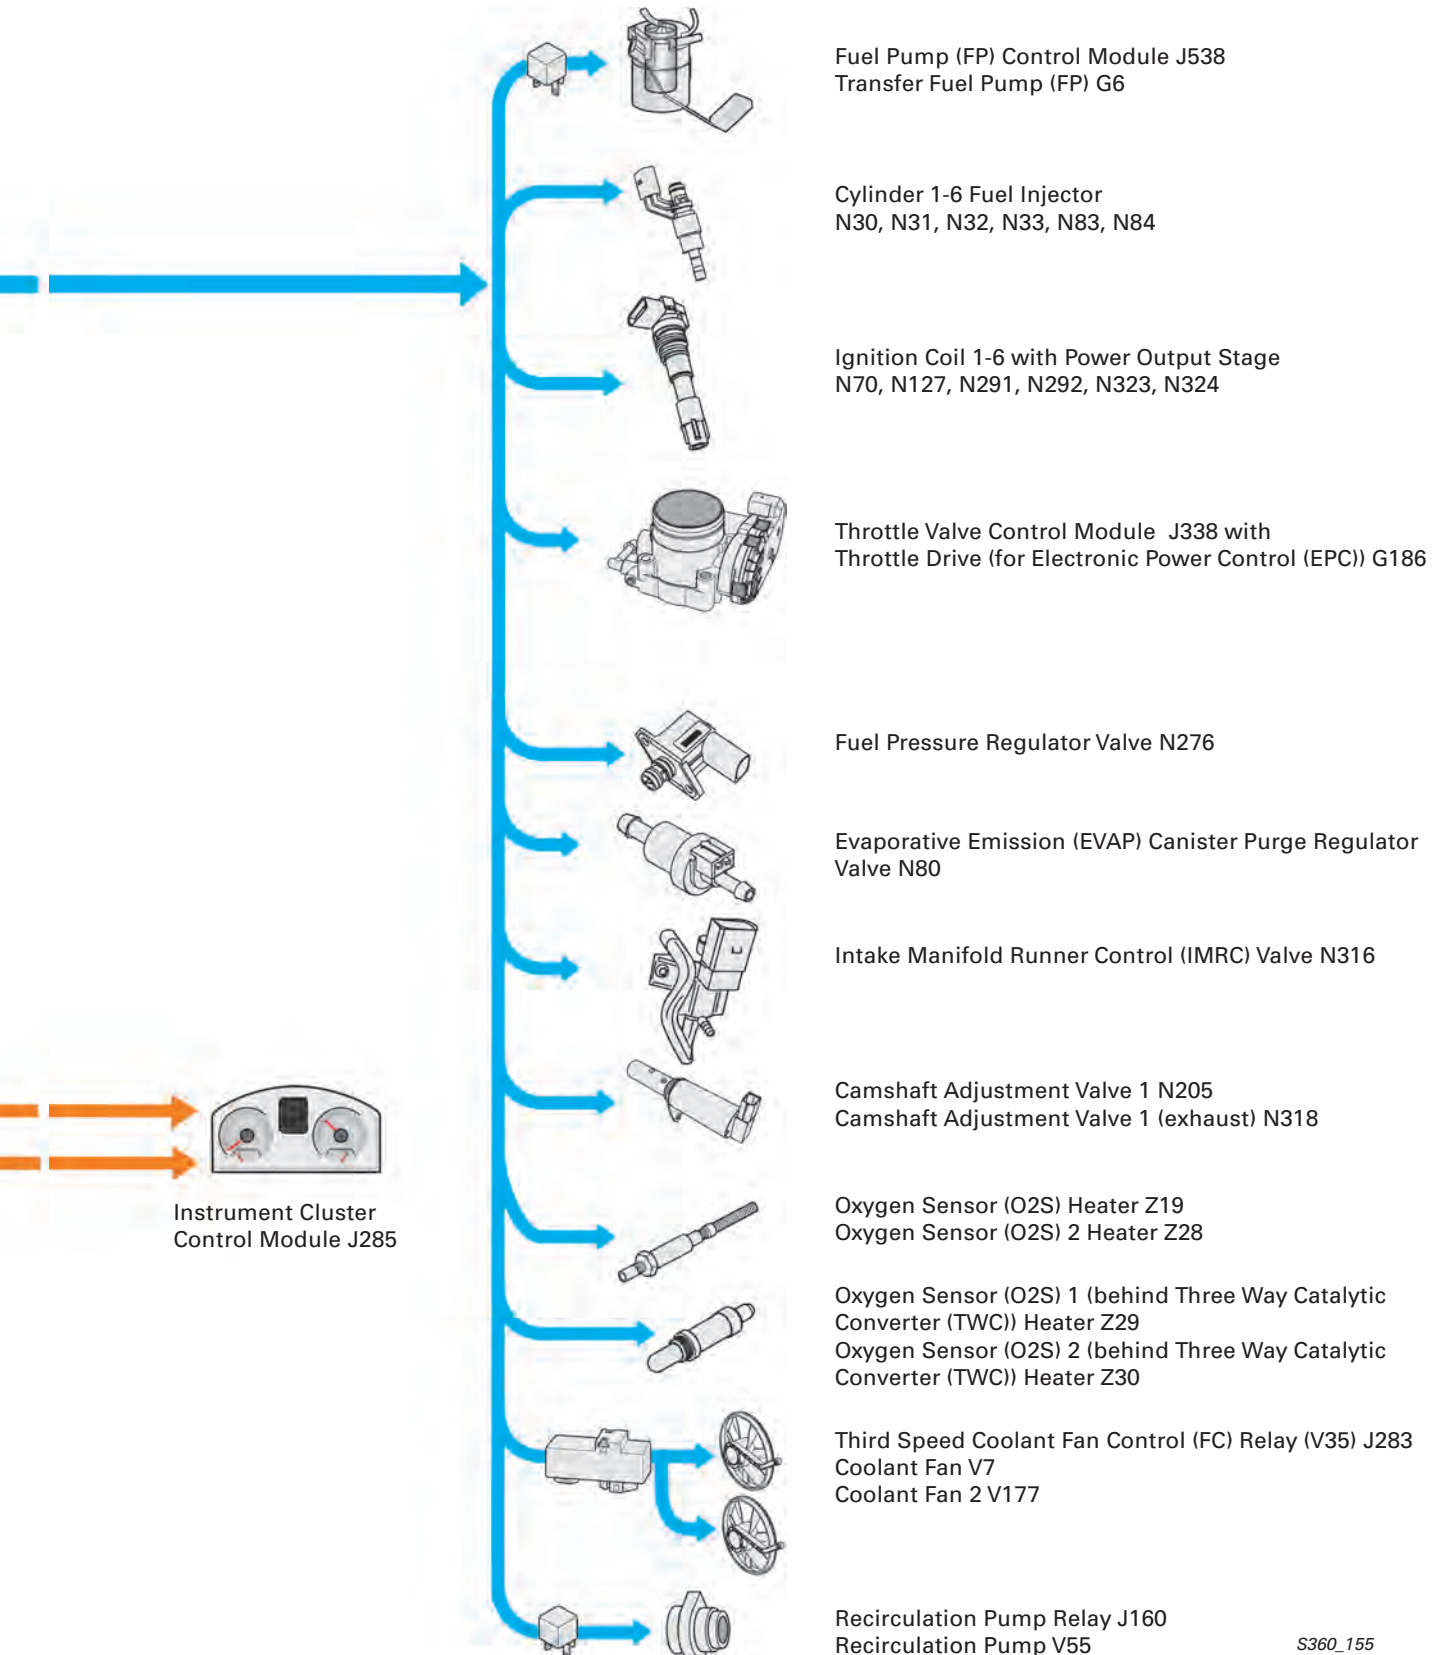 Fuel Pump (FP) Control Module J538
Transfer Fuel Pump (FP) G6
Cylinder 1-6 Fuel Injector
N30, N31, N32, N33, N83, N84
Ignition Coil 1-6 with Power Output Stage
N70, N127, N291, N292, N323, N324
Throttle Valve Control Module J338 with
Throttle Drive (for Electronic Power Control (EPC)) G186
Fuel Pressure Regulator Valve N276
Evaporative Emission (EVAP) Canister Purge Regulator
Valve N80
Intake Manifold Runner Control (IMRC) Valve N316
Camshaft Adjustment Valve 1 N205
Camshaft Adjustment Valve 1 (exhaust) N318
Instrument Cluster
Control Module J285
Oxygen Sensor (O2S) Heater Z19
Oxygen Sensor (O2S) 2 Heater Z28
Oxygen Sensor (O2S) 1 (behind Three Way Catalytic
Converter (TWC)) Heater Z29
Oxygen Sensor (O2S) 2 (behind Three Way Catalytic
Converter (TWC)) Heater Z30
Third Speed Coolant Fan Control (FC) Relay (V35) J283
Coolant Fan V7
Coolant Fan 2 V177
Recirculation Pump Relay J160
Recirculation Pump V55
S360_155